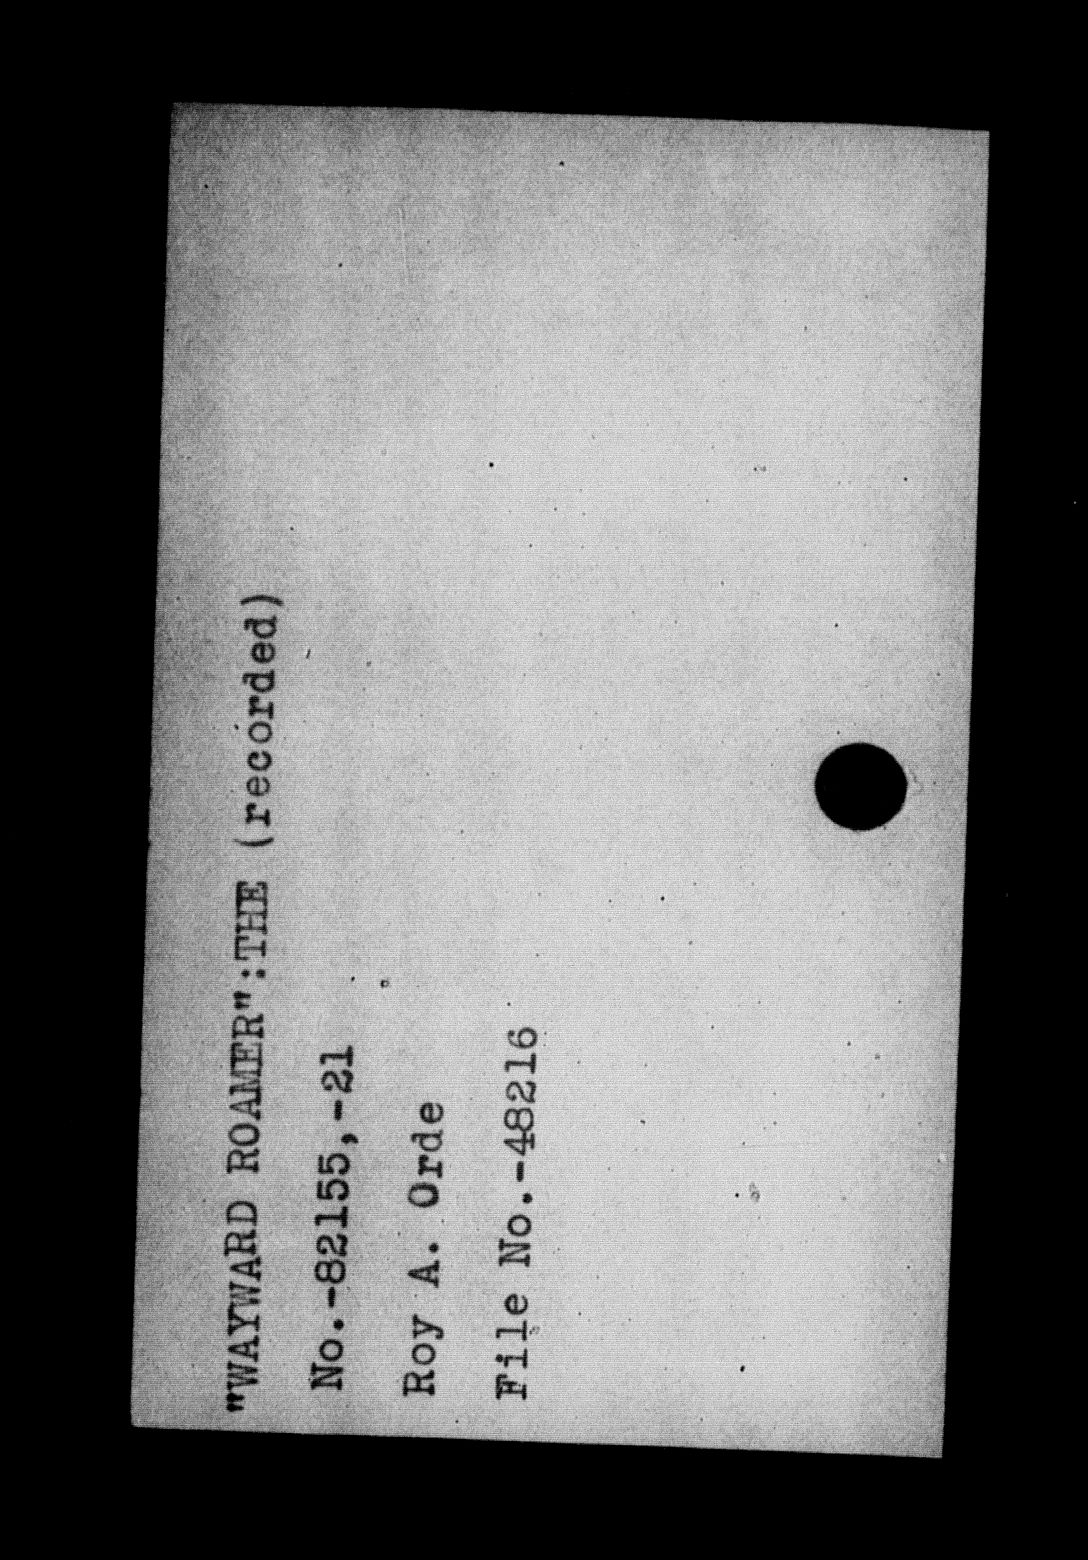 "WAYWARD ROAMER":THE (recorded)
No.-82155,-21
Roy A. Orde
File No.-48216